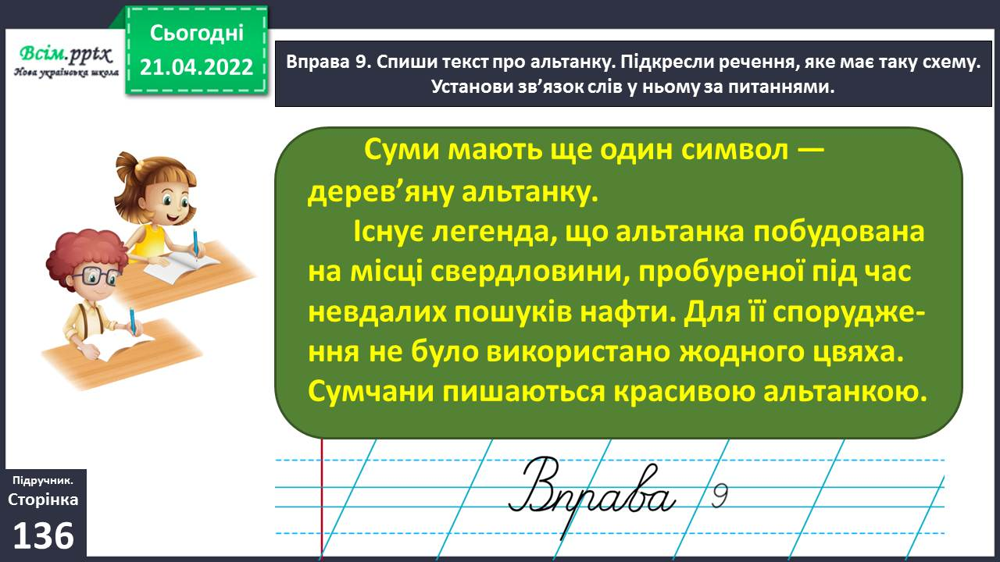 Сьогодні
21.04.2022
Всім.pptx
Нова українська школа
Вправа 9. Спиши текст про альтанку. Підкресли речення, яке має таку схему.
Установи зв’язок слів у ньому за питаннями.
Суми мають ще один символ —
дерев’яну альтанку.
Існує легенда, що альтанка побудована
на місці свердловини, пробуреної під час
невдалих пошуків нафти. Для її спорудже-
ння не було використано жодного цвяха.
Сумчани пишаються красивою альтанкою.
Вправа 9
Підручник.
Сторінка
136